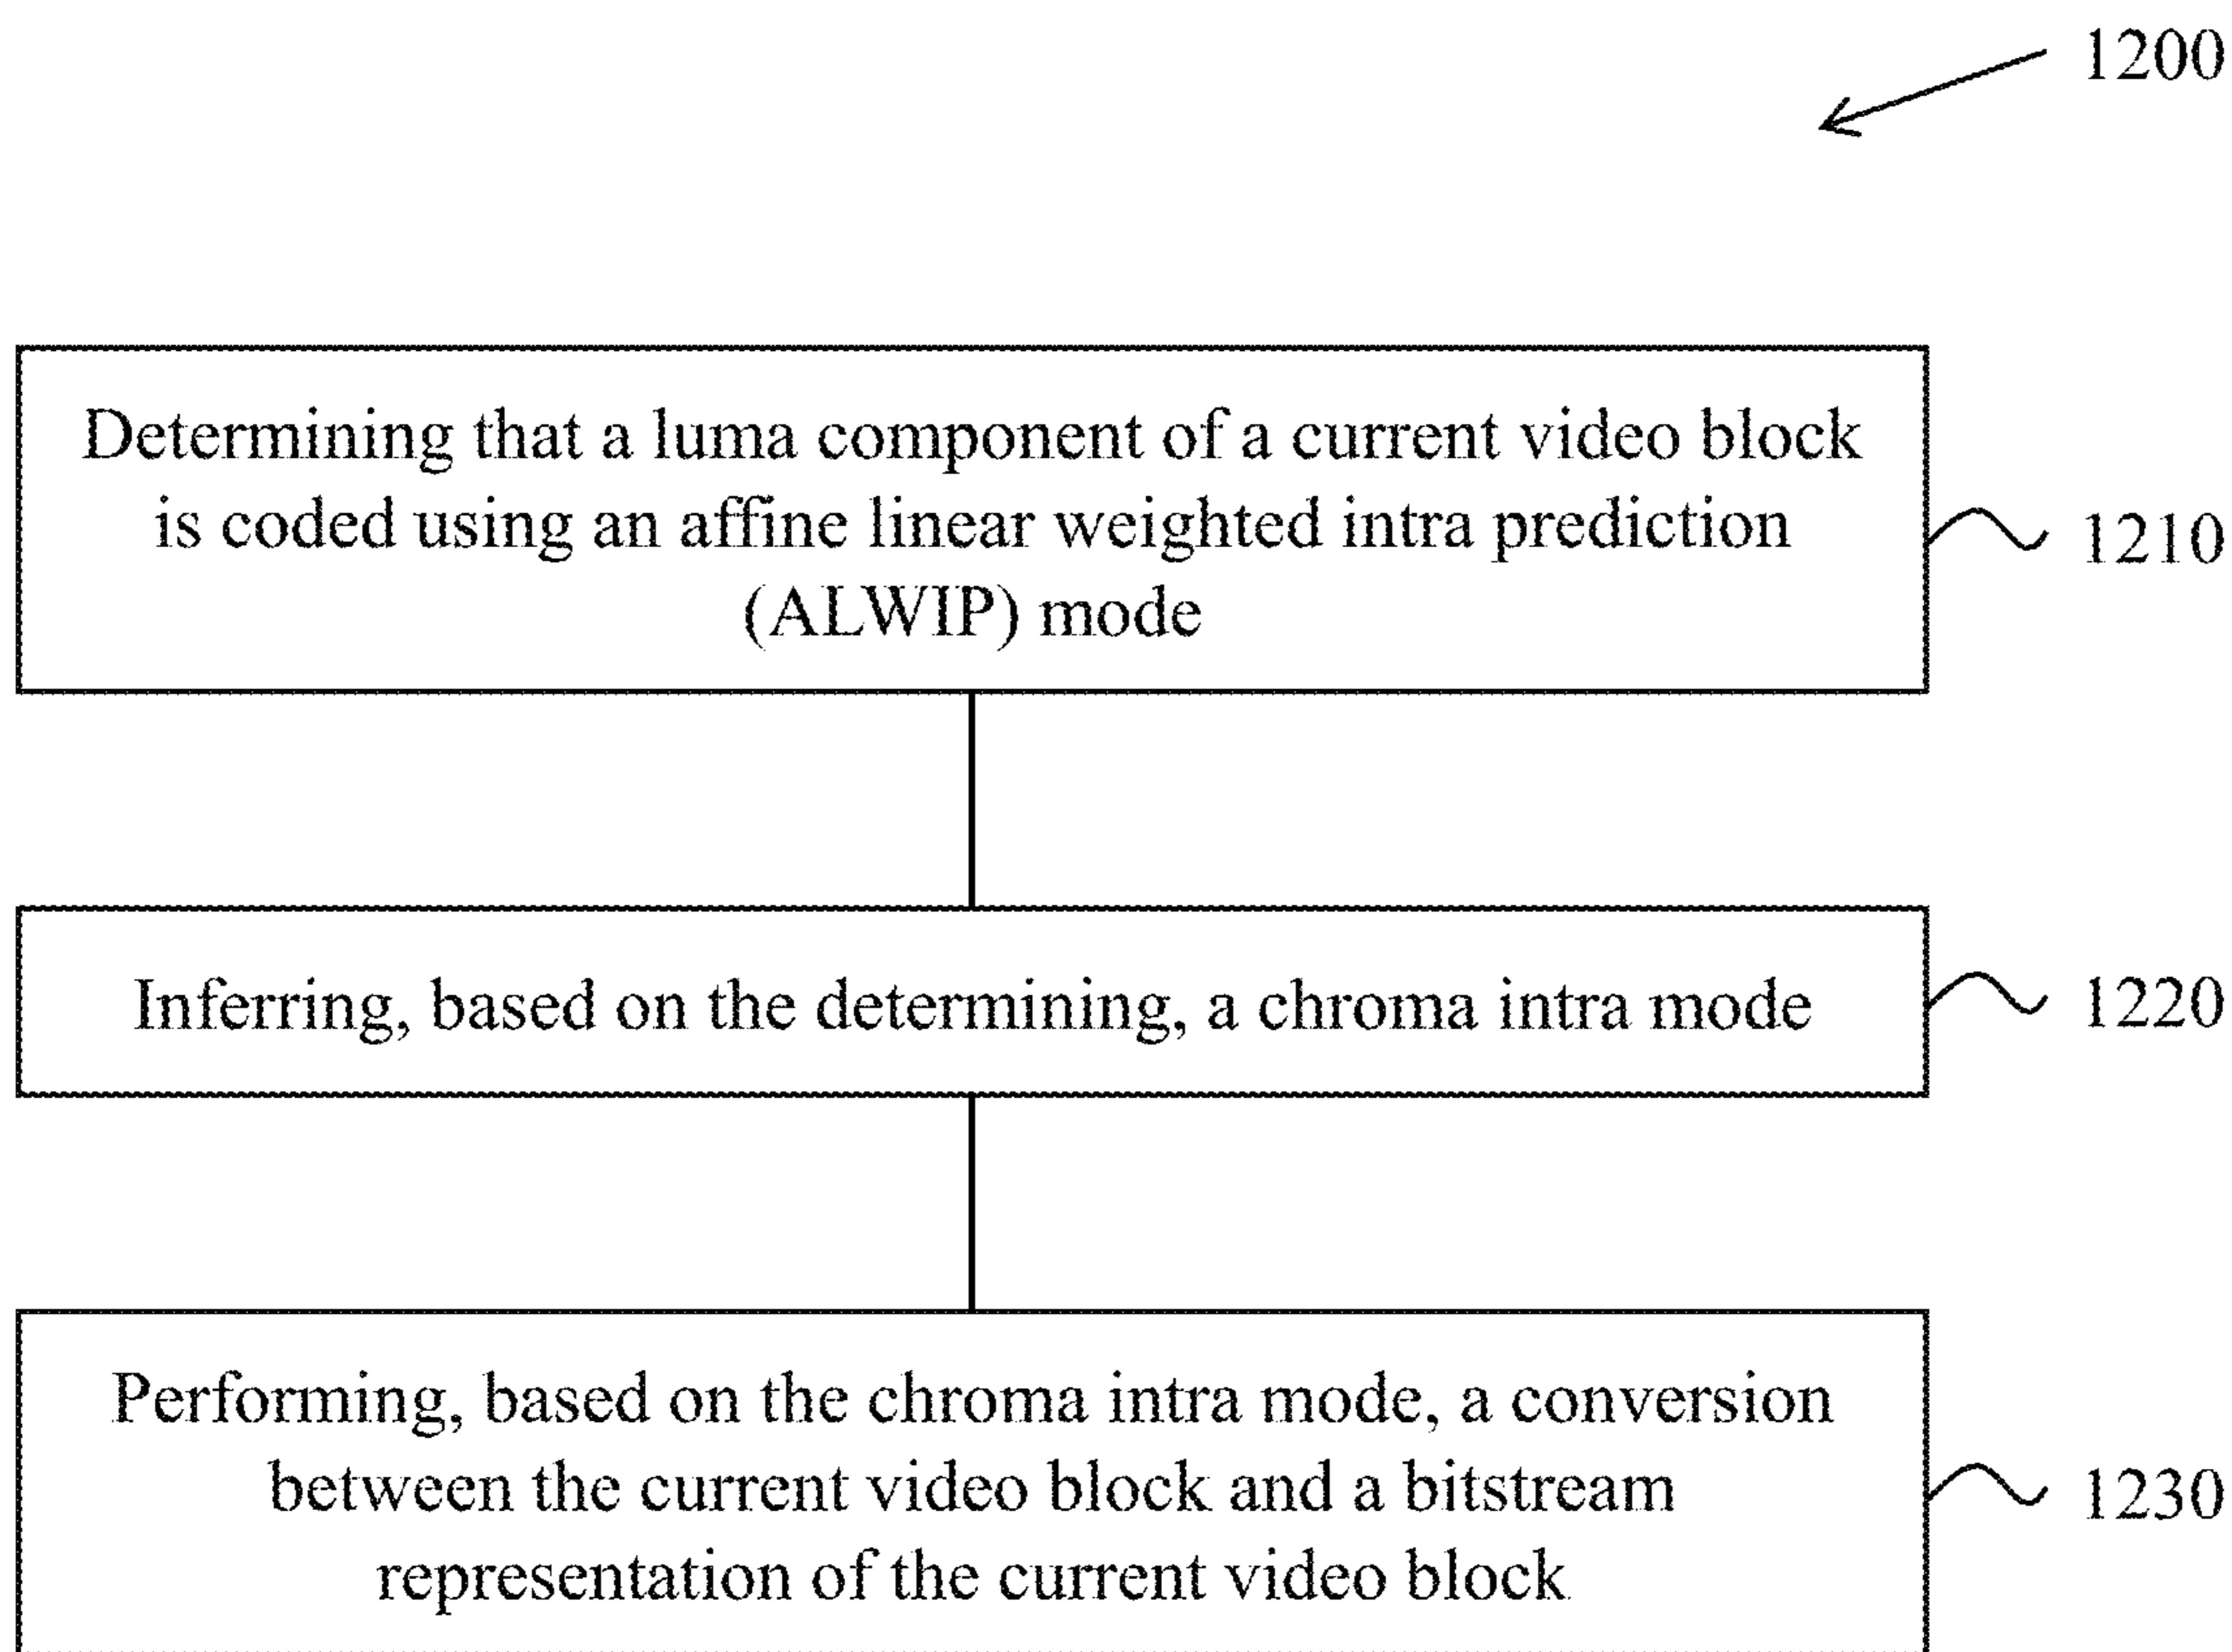 1200
Determining that a luma component of a current video block
is coded using an affine linear weighted intra prediction
(ALWIP) mode
1210
Inferring, based on the determining, a chroma intra mode
1220
Performing, based on the chroma intra mode, a conversion
between the current video block and a bitstream
representation of the current video block
1230